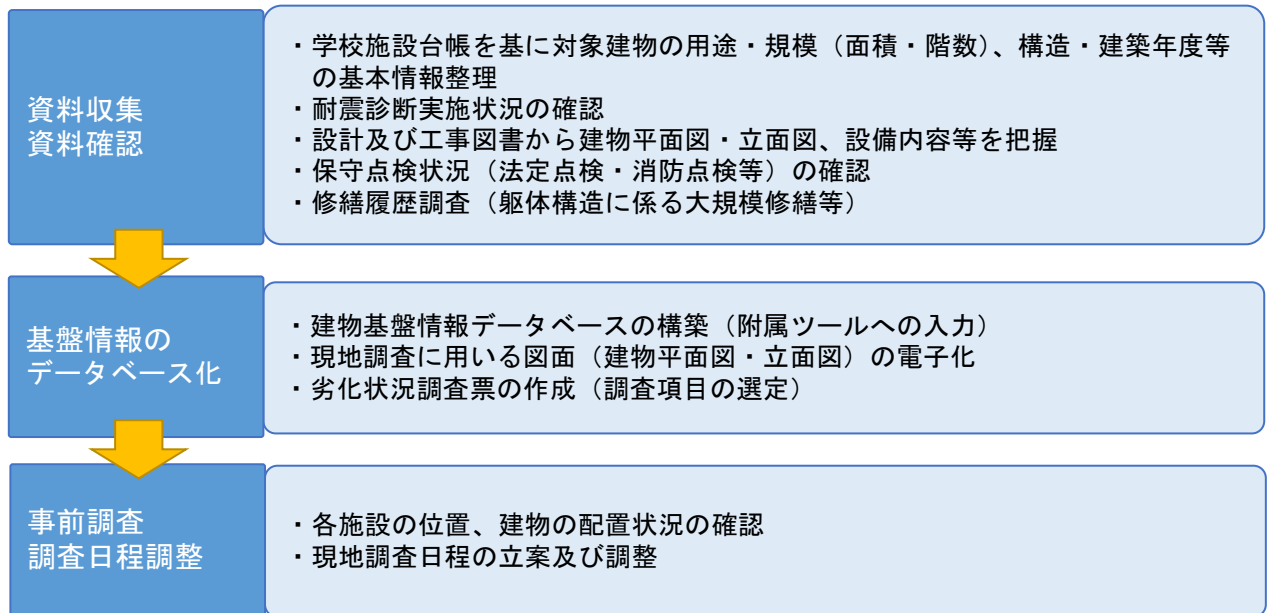 資料収集
資料確認
・学校施設台帳を基に対象建物の用途・規模（面積・階数）、構造・建築年度等
の基本情報整理
・耐震診断実施状況の確認
・設計及び工事図書から建物平面図・立面図、設備内容等を把握
・保守点検状況（法定点検・消防点検等）の確認
・修繕履歴調査（躯体構造に係る大規模修繕等）
基盤情報の
データベース化
・建物基盤情報データベースの構築（附属ツールへの入力）
・現地調査に用いる図面（建物平面図・立面図）の電子化
・劣化状況調査票の作成（調査項目の選定）
事前調査
調査日程調整
・各施設の位置、建物の配置状況の確認
・現地調査日程の立案及び調整